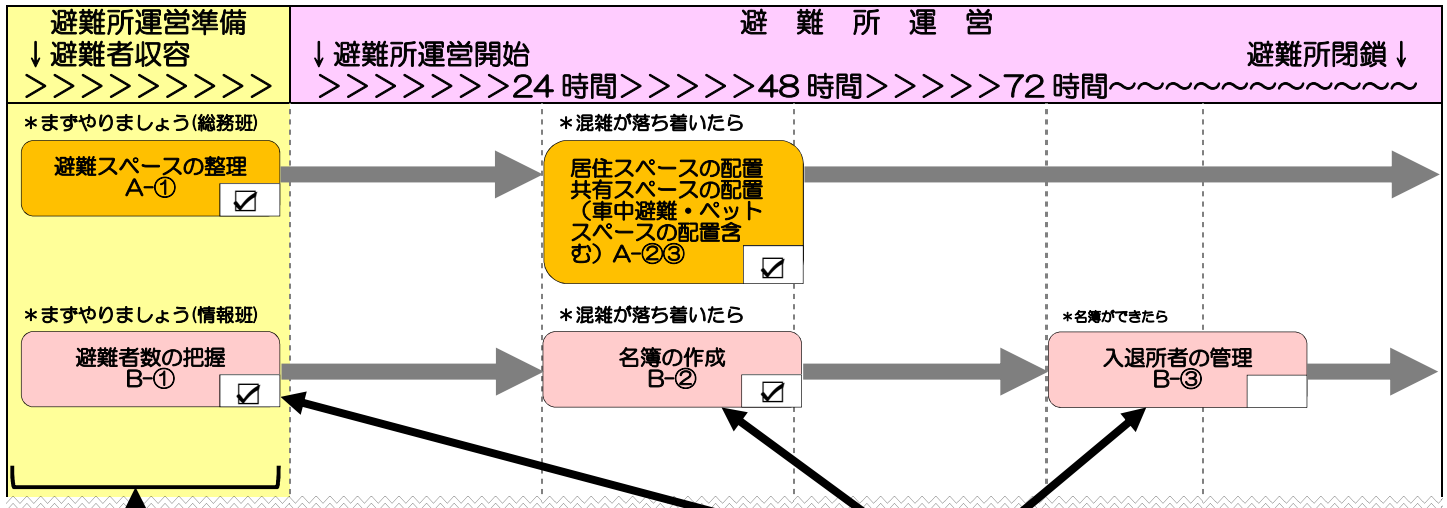 避難所運営準備
↓避難者収容
＞＞＞＞＞＞＞＞＞
避　難　所　運　営
↓避難所運営開始
避難所閉鎖↓
＞＞＞＞＞＞＞24時間＞＞＞＞＞48時間＞＞＞＞＞72時間～～～～～～～～～～～
＊まずやりましょう(総務班)
避難スペースの整理
A-①
☑
＊混雑が落ち着いたら
居住スペースの配置
共有スペースの配置
（車中避難・ペット
スペースの配置含
む）A-②③
☑
＊まずやりましょう(情報班)
避難者数の把握
B-①
☑
＊混雑が落ち着いたら
名簿の作成
B-②
☑
＊名簿ができたら
入退所者の管理
B-③